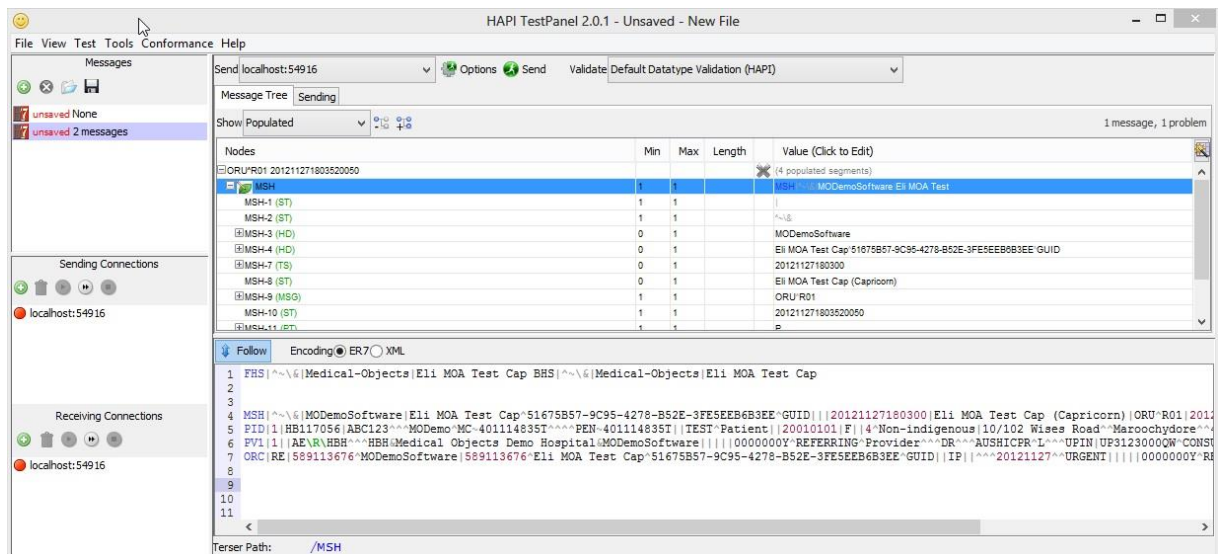 HAPI TestPanel 2.0.1 - Unsaved - New File
File View Test Tools Conformance Help
Messages
unsaved None
unsaved 2 messages
Sending Connections
localhost:54916
Receiving Connections
localhost:54916
Send localhost:54916 Options Send Validate Default Datatype Validation (HAPI)
Message Tree Sending
Show Populated 1 message, 1 problem
Nodes Min Max Length Value (Click to Edit)
ORU^R01 201211271803520050 (4 populated segments)
MSH 1 1 MSH|^~\&|MODemoSoftware|Eli MOA Test
MSH-1 (ST) 1 1 |
MSH-2 (ST) 1 1 ^~\&
MSH-3 (HD) 0 1 MODemoSoftware
MSH-4 (HD) 0 1 Eli MOA Test Cap^51675B57-9C95-4278-B52E-3FE5EEB6B3EE^GUID
MSH-7 (TS) 0 1 20121127180300
MSH-8 (ST) 0 1 Eli MOA Test Cap (Capricorn)
MSH-9 (MSG) 1 1 ORU^R01
MSH-10 (ST) 1 1 201211271803520050
MSH-11 (PT) 1 1 P
Follow Encoding ER7 XML
1 FHS|^~\&|Medical-Objects|Eli MOA Test Cap BHS|^~\&|Medical-Objects|Eli MOA Test Cap
2
3
4 MSH|^~\&|MODemoSoftware|Eli MOA Test Cap^51675B57-9C95-4278-B52E-3FE5EEB6B3EE^GUID|||20121127180300|Eli MOA Test Cap (Capricorn)|ORU^R01|2012
5 PID|1|HB117056|ABC123^^^MODemo^MC~401114835T^^^^PEN~401114835T||TEST^Patient||20010101|F||4^Non-indigenous|10/102 Wises Road^^Maroochydore^^
6 PV1|1||AE\R\HBH^^^HBH&Medical Objects Demo Hospital&MODemoSoftware|||||0000000Y^REFERRING^Provider^^^DR^^^AUSHICPR^L^^^UPIN|UP3123000QW^CONSU
7 ORC|RE|589113676^MODemoSoftware|589113676^Eli MOA Test Cap^51675B57-9C95-4278-B52E-3FE5EEB6B3EE^GUID||IP||^^^20121127^^URGENT|||||0000000Y^RE
8
9
10
11
Terser Path: /MSH